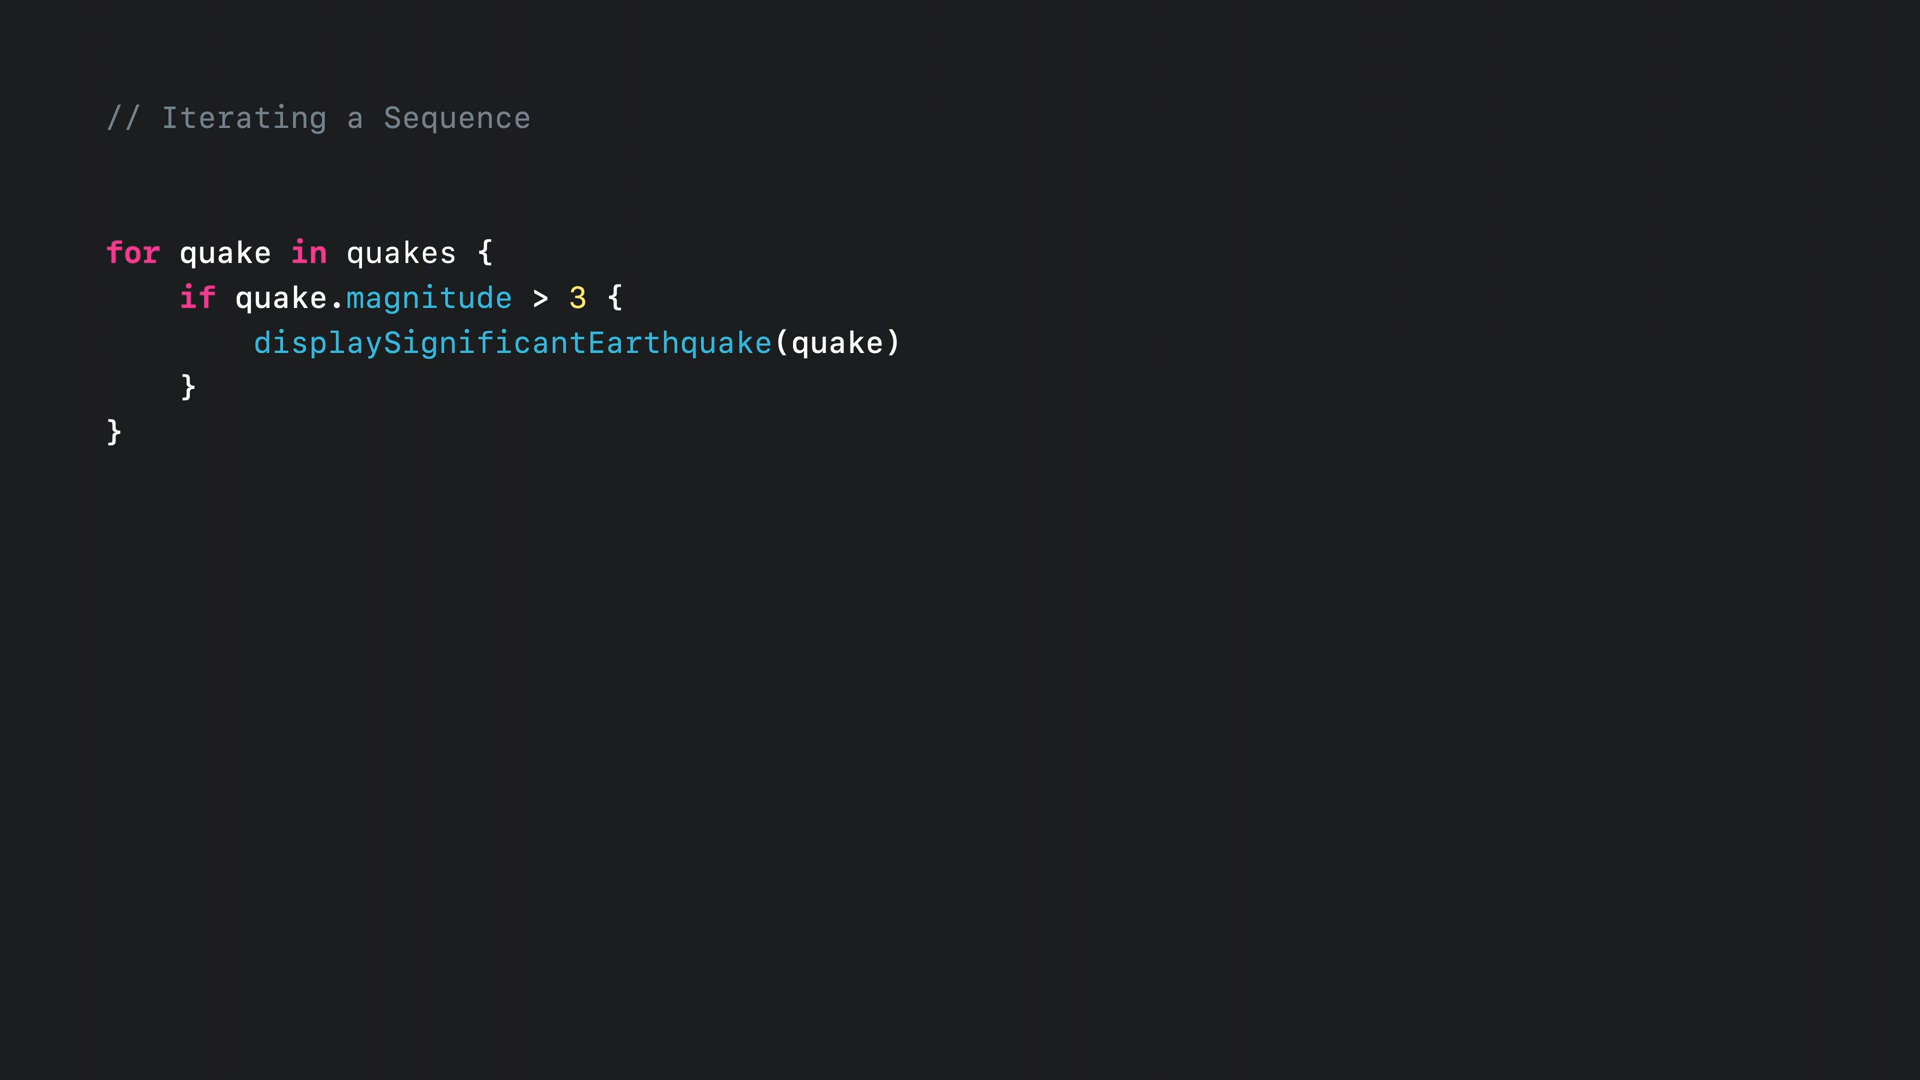 // Iterating a Sequence
for quake in quakes {
    if quake.magnitude > 3 {
        displaySignificantEarthquake(quake)
    }
}